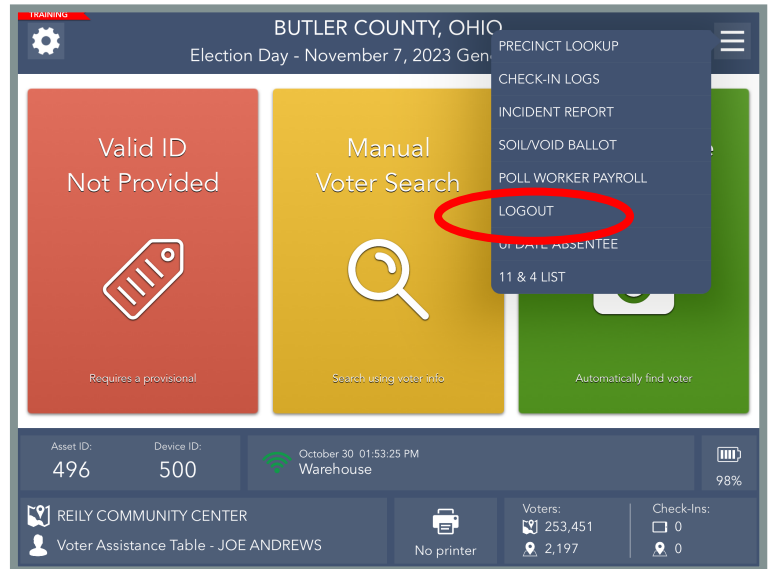 TRAINING
BUTLER COUNTY, OHIO
Election Day - November 7, 2023 Gen
PRECINCT LOOKUP
CHECK-IN LOGS
INCIDENT REPORT
SOIL/VOID BALLOT
POLL WORKER PAYROLL
LOGOUT
UPDATE ABSENTEE
11 & 4 LIST
Valid ID
Not Provided
Requires a provisional
Manual
Voter Search
Search using voter info
Automatically find voter
Asset ID:
496
Device ID:
500
October 30 01:53:25 PM
Warehouse
98%
REILY COMMUNITY CENTER
Voter Assistance Table - JOE ANDREWS
No printer
Voters:
253,451
2,197
Check-Ins:
0
0